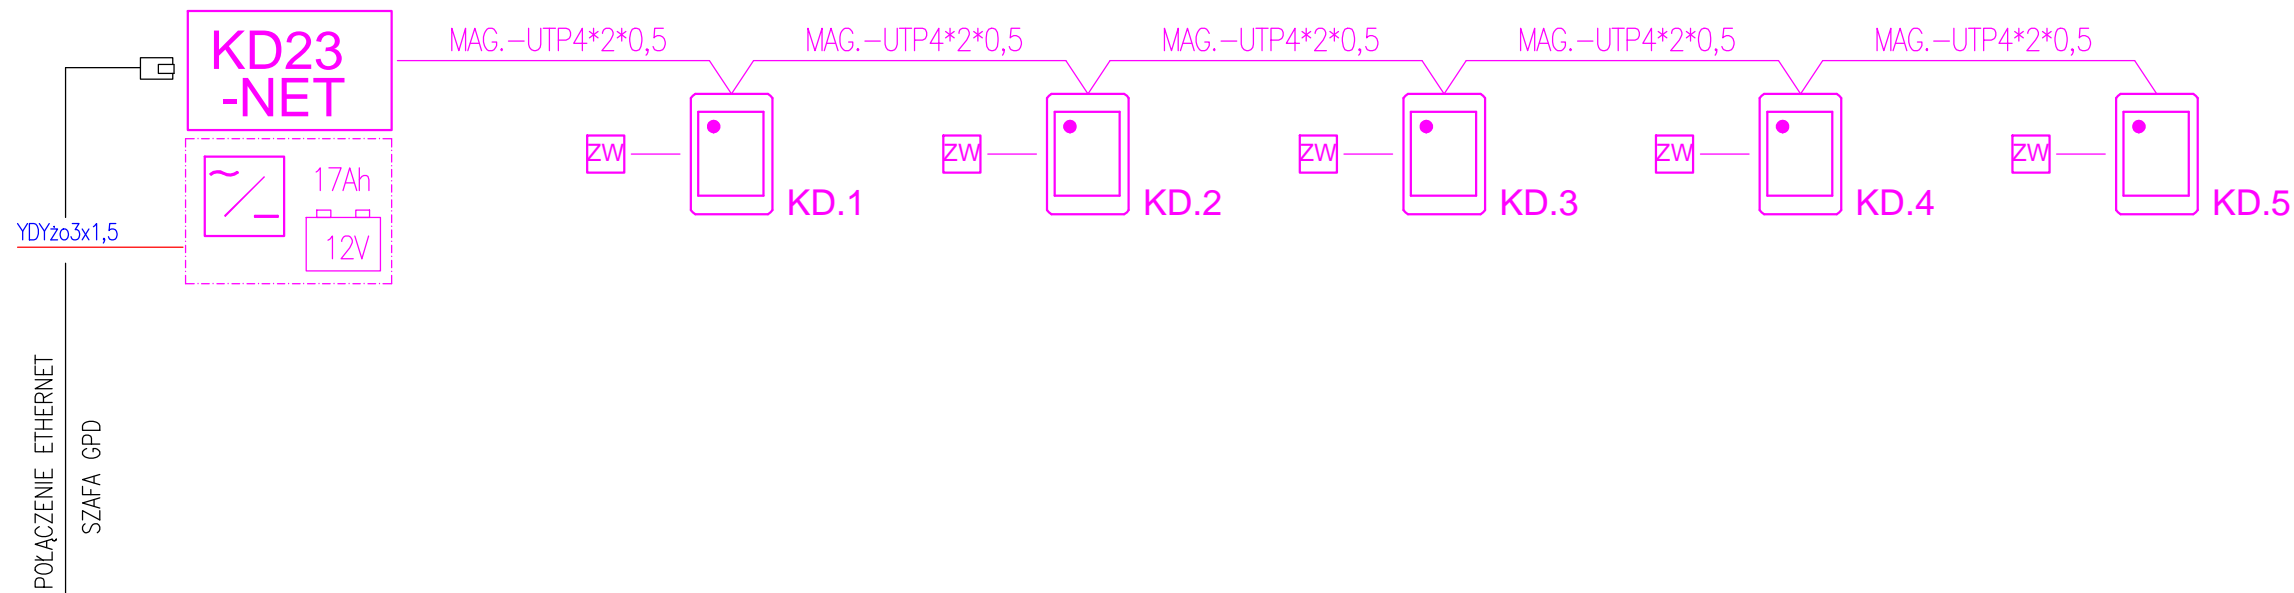 KD23
-NET
MAG.-UTP4*2*0,5
MAG.-UTP4*2*0,5
MAG.-UTP4*2*0,5
MAG.-UTP4*2*0,5
MAG.-UTP4*2*0,5
ZW
KD.1
ZW
KD.2
ZW
KD.3
ZW
KD.4
ZW
KD.5
17Ah
12V
YDYżo3x1,5
POŁĄCZENIE ETHERNET
SZAFA GPD